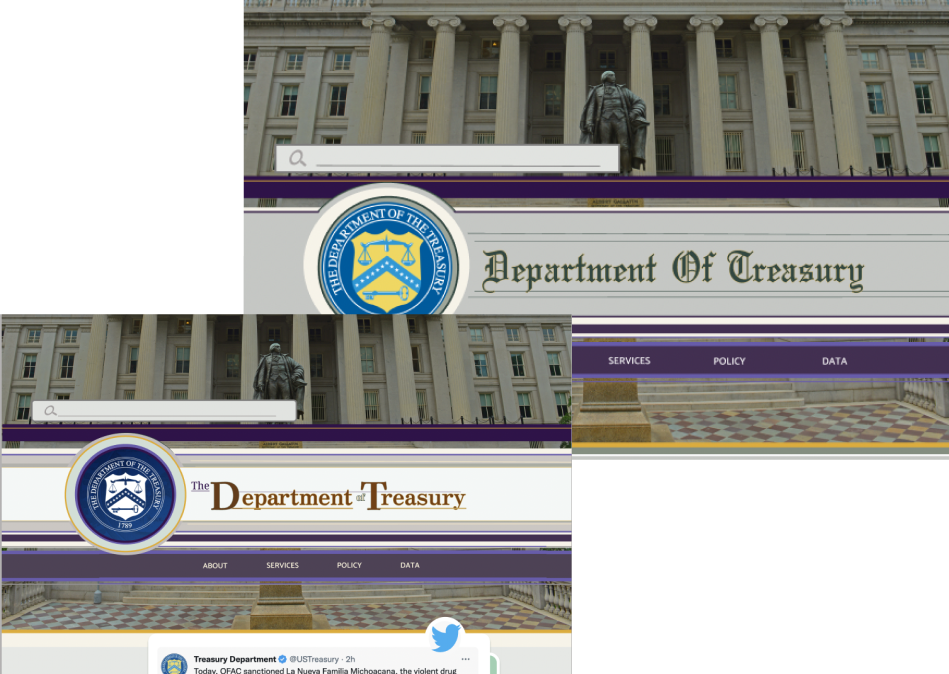 THE DEPARTMENT OF THE TREASURY
Department Of Treasury
SERVICES POLICY DATA
THE DEPARTMENT OF THE TREASURY
1789
The Department of Treasury
ABOUT SERVICES POLICY DATA
Treasury Department @USTreasury · 2h
Today, OFAC sanctioned La Nueva Familia Michoacana, the violent drug